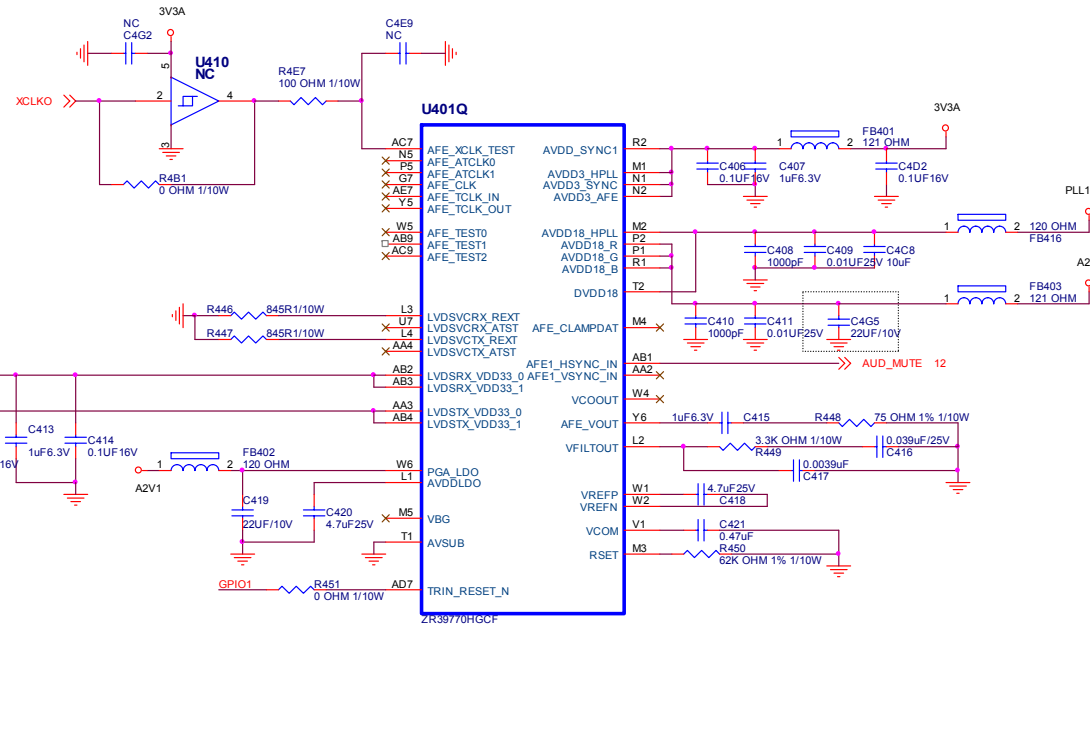 NC
C4G2
3V3A
5
U410
NC
XCLKO
2
4
3
R4B1
0 OHM 1/10W
R4E7
100 OHM 1/10W
C4E9
NC
U401Q
AC7 AFE_XCLK_TEST
N5 AFE_ATCLK0
P5 AFE_ATCLK1
G7 AFE_CLK
AE7 AFE_TCLK_IN
Y5 AFE_TCLK_OUT
W5 AFE_TEST0
AB9 AFE_TEST1
AC9 AFE_TEST2
R446 845R1/10W
R447 845R1/10W
L3 LVDSVCRX_REXT
U7 LVDSVCRX_ATST
L4 LVDSVCTX_REXT
AA4 LVDSVCTX_ATST
AB2 LVDSRX_VDD33_0
AB3 LVDSRX_VDD33_1
AA3 LVDSTX_VDD33_0
AB4 LVDSTX_VDD33_1
C413
1uF6.3V
16V
C414
0.1UF16V
A2V1
1
2
FB402
120 OHM
C419
22UF/10V
C420
4.7uF25V
W6 PGA_LDO
L1 AVDDLDO
M5 VBG
T1 AVSUB
GPIO1
R451
0 OHM 1/10W
AD7 TRIN_RESET_N
ZR39770HGCF
AVDD_SYNC1 R2
AVDD3_HPLL M1
AVDD3_SYNC N1
AVDD3_AFE N2
AVDD18_HPLL M2
AVDD18_R P2
AVDD18_G P1
AVDD18_B R1
DVDD18 T2
AFE_CLAMPDAT M4
AFE1_HSYNC_IN AB1
AFE1_VSYNC_IN AA2
VCOOUT W4
AFE_VOUT Y6
VFILTOUT L2
VREFP W1
VREFN W2
VCOM V1
RSET M3
C406
0.1UF16V
C407
1uF6.3V
1
2
FB401
121 OHM
3V3A
C4D2
0.1UF16V
C408
1000pF
C409
0.01UF25V
C4C8
10uF
1
2
120 OHM
FB416
PLL1
C410
1000pF
C411
0.01UF25V
C4G5
22UF/10V
1
2
FB403
121 OHM
A2
AUD_MUTE 12
1uF6.3V
C415
R448
75 OHM 1% 1/10W
3.3K OHM 1/10W
R449
0.039uF/25V
C416
0.0039uF
C417
4.7uF25V
C418
C421
0.47uF
R450
62K OHM 1% 1/10W